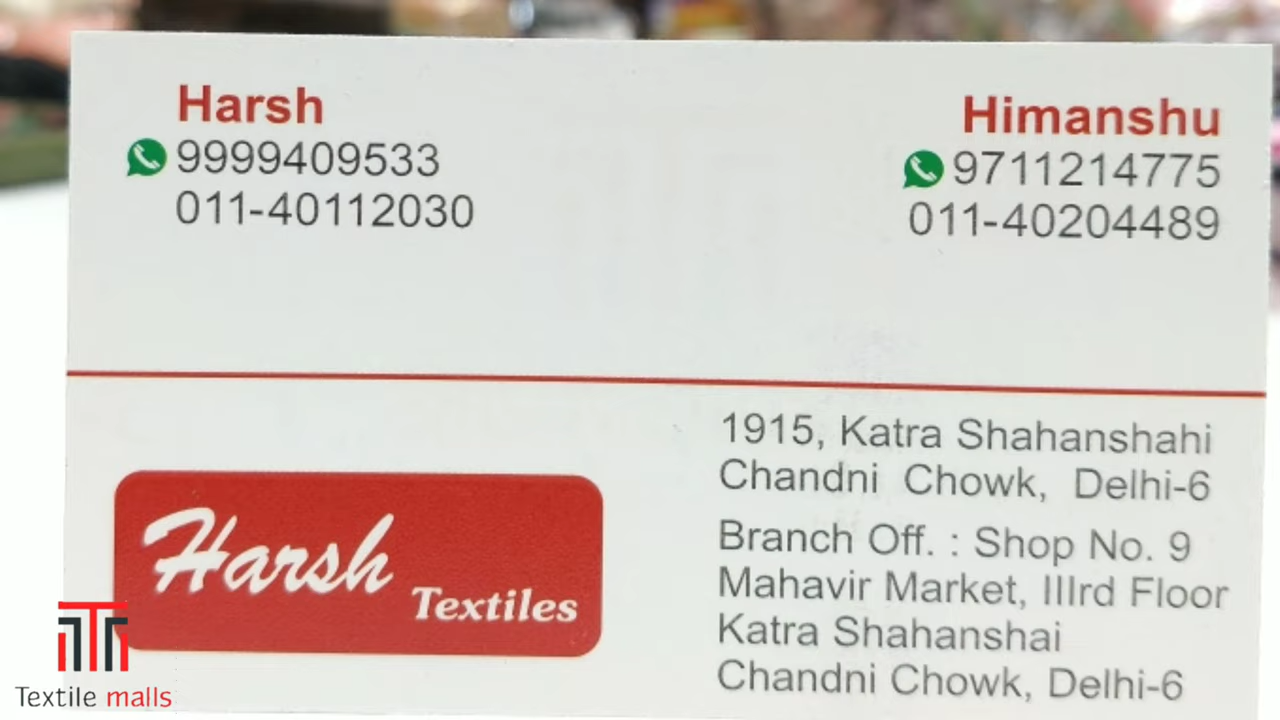 Harsh
9999409533
011-40112030
Himanshu
9711214775
011-40204489
1915, Katra Shahanshahi
Chandni Chowk, Delhi-6
Branch Off. : Shop No. 9
Mahavir Market, IIIrd Floor
Katra Shahanshai
Chandni Chowk, Delhi-6
Harsh
Textiles
Textile malls